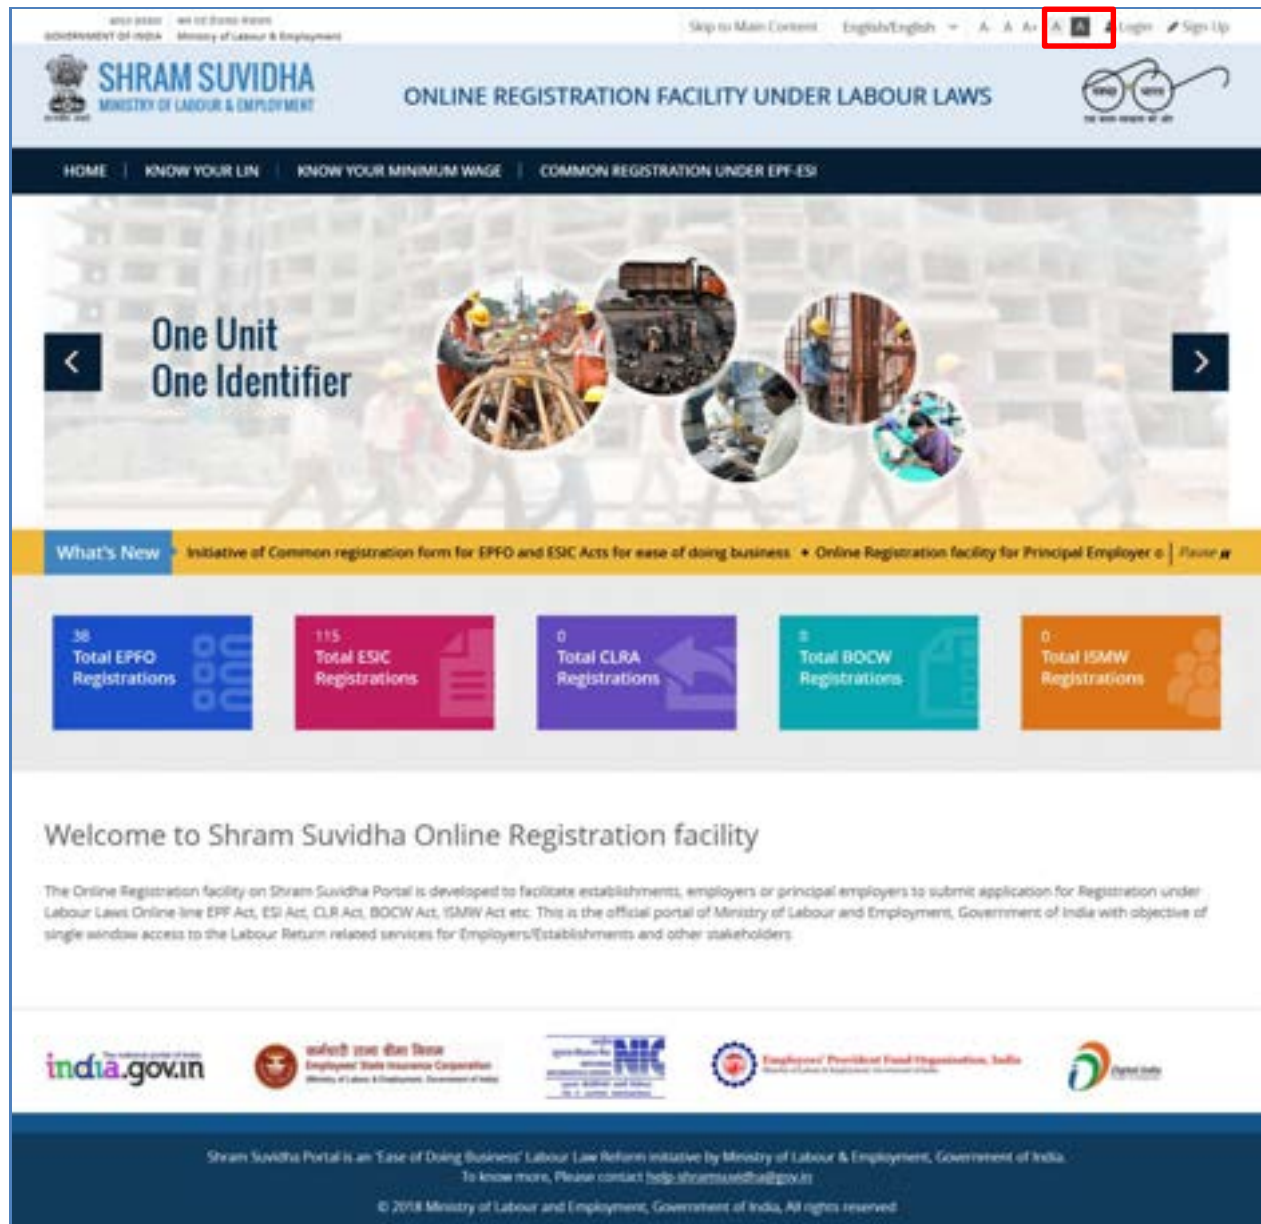 GOVERNMENT OF INDIA Ministry of Labour & Employment
Skip to Main Content English/English A- A A+ A A Login Sign Up
SHRAM SUVIDHA
MINISTRY OF LABOUR & EMPLOYMENT
ONLINE REGISTRATION FACILITY UNDER LABOUR LAWS
HOME | KNOW YOUR LIN | KNOW YOUR MINIMUM WAGE | COMMON REGISTRATION UNDER EPF-ESI
One Unit
One Identifier
What's New Initiative of Common registration form for EPFO and ESIC Acts for ease of doing business • Online Registration facility for Principal Employer o | Pause
38
Total EPFO
Registrations
115
Total ESIC
Registrations
0
Total CLRA
Registrations
0
Total BOCW
Registrations
0
Total ISMW
Registrations
Welcome to Shram Suvidha Online Registration facility
The Online Registration facility on Shram Suvidha Portal is developed to facilitate establishments, employers or principal employers to submit application for Registration under
Labour Laws Online line EPF Act, ESI Act, CLR Act, BOCW Act, ISMW Act etc. This is the official portal of Ministry of Labour and Employment, Government of India with objective of
single window access to the Labour Return related services for Employers/Establishments and other stakeholders
india.gov.in
Employees' State Insurance Corporation
NIC
Employees' Provident Fund Organisation, India
Digital India
Shram Suvidha Portal is an 'Ease of Doing Business' Labour Law Reform initiative by Ministry of Labour & Employment, Government of India.
To know more, Please contact help-shramsuvidha@gov.in
© 2018 Ministry of Labour and Employment, Government of India, All rights reserved